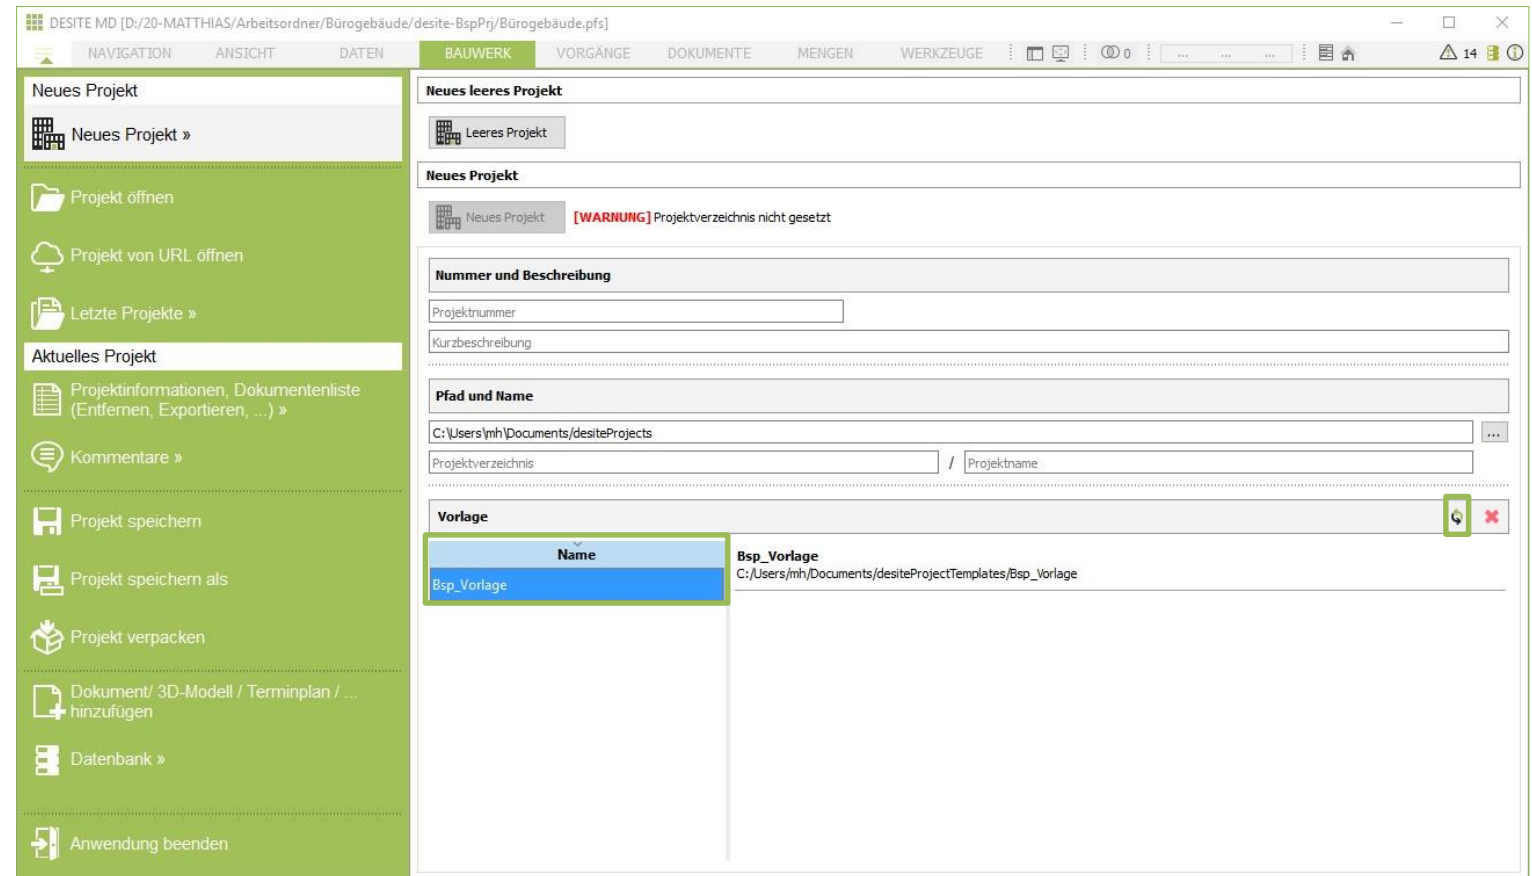 DESITE MD [D:/20-MATTHIAS/Arbeitsordner/Bürogebäude/desite-BspPrj/Bürogebäude.pfs]
NAVIGATION ANSICHT DATEN BAUWERK VORGÄNGE DOKUMENTE MENGEN WERKZEUGE 0 ... ... ... 14
Neues Projekt
Neues Projekt »
Projekt öffnen
Projekt von URL öffnen
Letzte Projekte »
Aktuelles Projekt
Projektinformationen, Dokumentenliste
(Entfernen, Exportieren, ...) »
Kommentare »
Projekt speichern
Projekt speichern als
Projekt verpacken
Dokument/ 3D-Modell / Terminplan / ...
hinzufügen
Datenbank »
Anwendung beenden
Neues leeres Projekt
Leeres Projekt
Neues Projekt
Neues Projekt [WARNUNG] Projektverzeichnis nicht gesetzt
Nummer und Beschreibung
Projektnummer
Kurzbeschreibung
Pfad und Name
C:\Users\mh\Documents/desiteProjects ...
Projektverzeichnis / Projektname
Vorlage
Name
Bsp_Vorlage
Bsp_Vorlage
C:/Users/mh/Documents/desiteProjectTemplates/Bsp_Vorlage